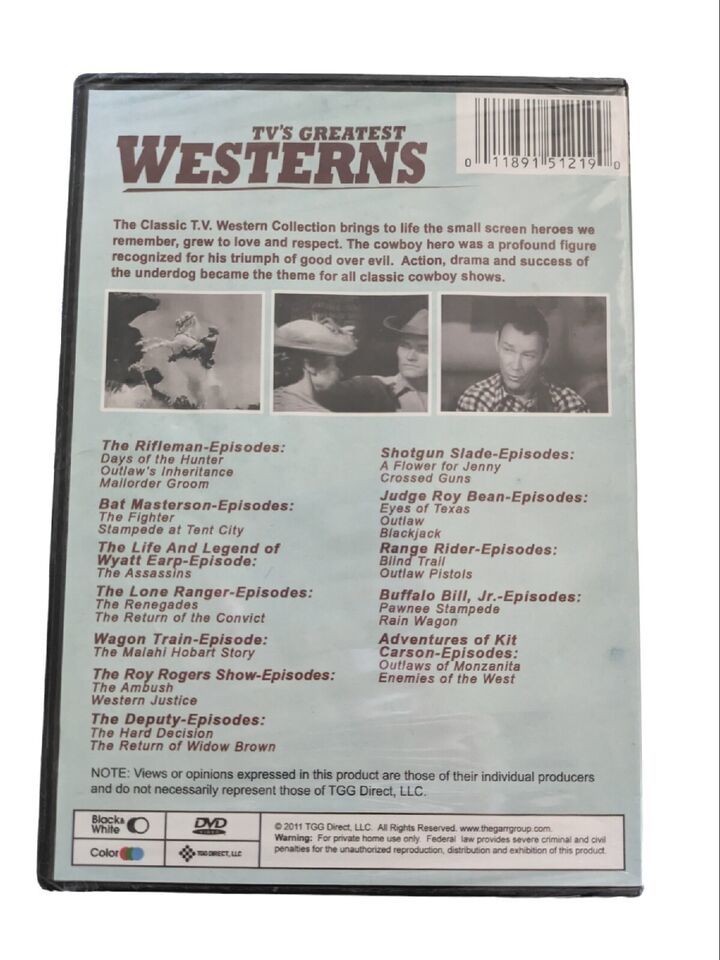 TV'S GREATEST
WESTERNS
0 11891 51219 0
The Classic T.V. Western Collection brings to life the small screen heroes we
remember, grew to love and respect. The cowboy hero was a profound figure
recognized for his triumph of good over evil. Action, drama and success of
the underdog became the theme for all classic cowboy shows.
The Rifleman-Episodes:
Days of the Hunter
Outlaw's Inheritance
Mailorder Groom
Bat Masterson-Episodes:
The Fighter
Stampede at Tent City
The Life And Legend of
Wyatt Earp-Episode:
The Assassins
The Lone Ranger-Episodes:
The Renegades
The Return of the Convict
Wagon Train-Episode:
The Malahi Hobart Story
The Roy Rogers Show-Episodes:
The Ambush
Western Justice
The Deputy-Episodes:
The Hard Decision
The Return of Widow Brown
Shotgun Slade-Episodes:
A Flower for Jenny
Crossed Guns
Judge Roy Bean-Episodes:
Eyes of Texas
Outlaw
Blackjack
Range Rider-Episodes:
Blind Trail
Outlaw Pistols
Buffalo Bill, Jr.-Episodes:
Pawnee Stampede
Rain Wagon
Adventures of Kit
Carson-Episodes:
Outlaws of Monzanita
Enemies of the West
NOTE: Views or opinions expressed in this product are those of their individual producers
and do not necessarily represent those of TGG Direct, LLC.
Black &
White
Color
DVD
VIDEO
TGG DIRECT, LLC
© 2011 TGG Direct, LLC. All Rights Reserved. www.thegarrgroup.com.
Warning: For private home use only. Federal law provides severe criminal and civil
penalties for the unauthorized reproduction, distribution and exhibition of this product.